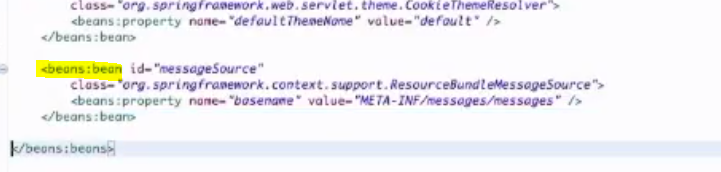 class="org.springframework.web.servlet.theme.CookieThemeResolver">
<beans:property name="defaultThemeName" value="default" />
</beans:bean>
<beans:bean id="messageSource"
class="org.springframework.context.support.ResourceBundleMessageSource">
<beans:property name="basename" value="META-INF/messages/messages" />
</beans:bean>
</beans:beans>